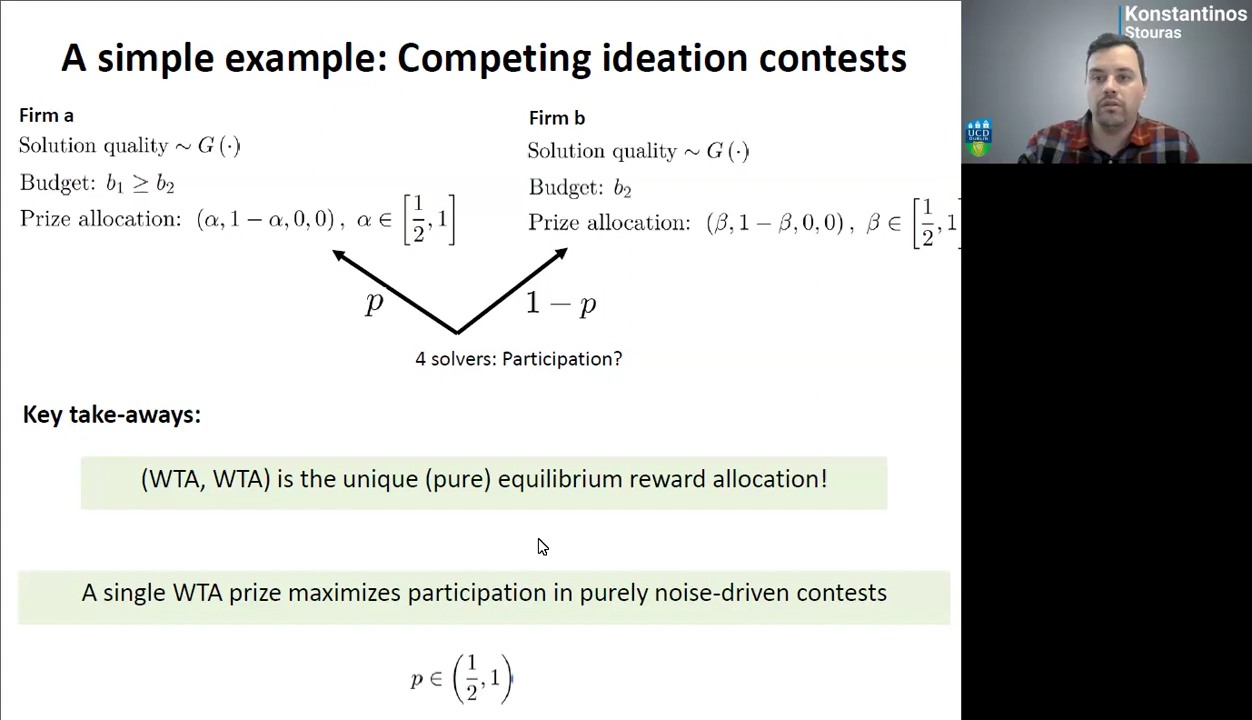 A simple example: Competing ideation contests
Firm a
Solution quality ∼ G (·)
Budget: b₁ ≥ b₂
Prize allocation: (α, 1 − α, 0, 0) , α ∈ [1/2, 1]
Firm b
Solution quality ∼ G (·)
Budget: b₂
Prize allocation: (β, 1 − β, 0, 0) , β ∈ [1/2, 1]
p
1 − p
4 solvers: Participation?
Key take-aways:
(WTA, WTA) is the unique (pure) equilibrium reward allocation!
A single WTA prize maximizes participation in purely noise-driven contests
p ∈ (1/2, 1)
Konstantinos
Stouras
UCD
DUBLIN